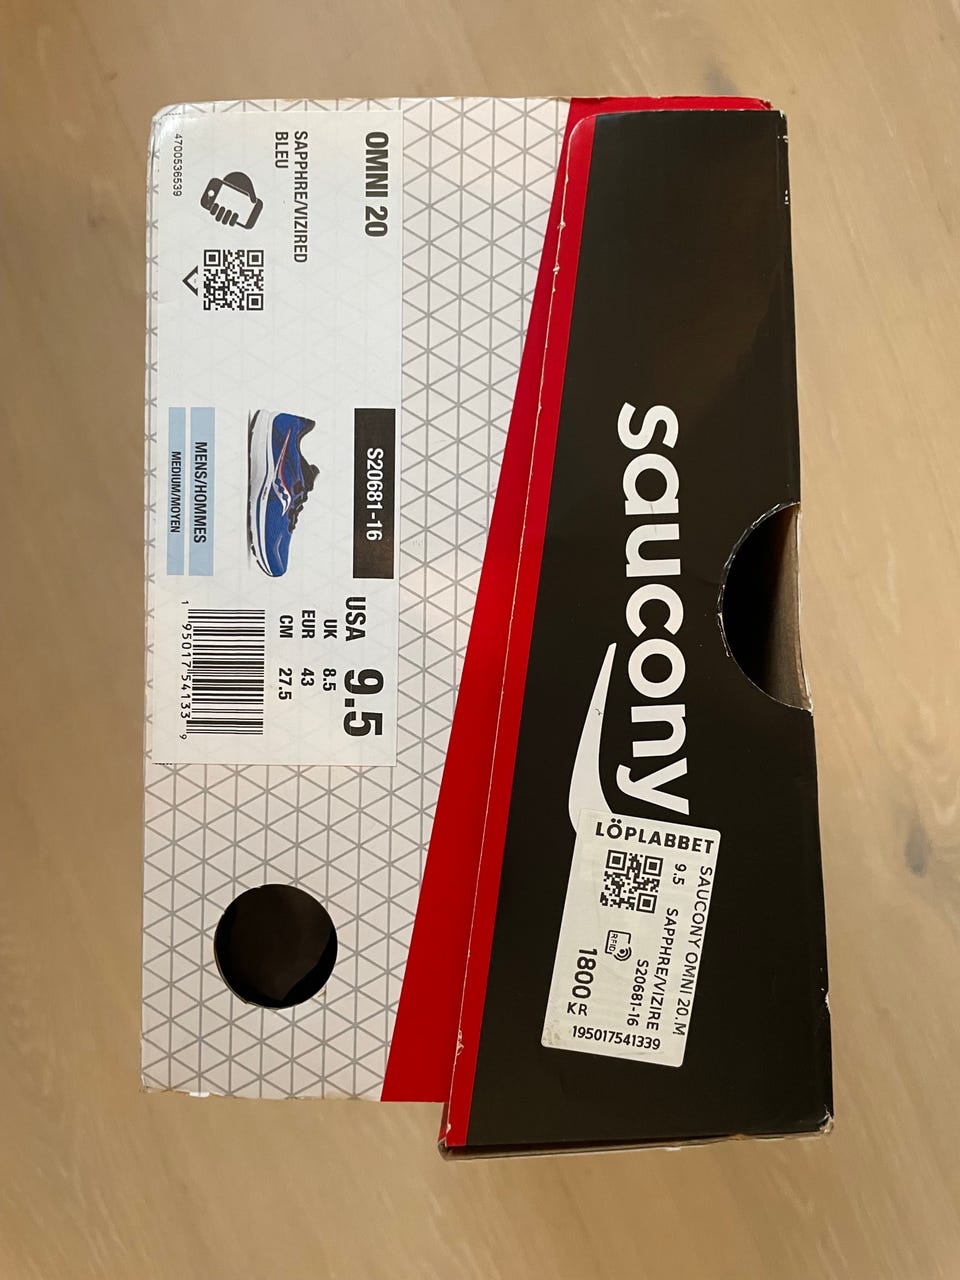 saucony
LÖPLABBET
SAUCONY OMNI 20.M
9.5 SAPPHRE/VIZIRE
S20681-16
RFID
1800 KR
195017541339
OMNI 20
SAPPHRE/VIZIRED
BLEU
4700536539
S20681-16
MENS/HOMMES
MEDIUM/MOYEN
USA 9.5
UK 8.5
EUR 43
CM 27.5
1 95017 54133 9